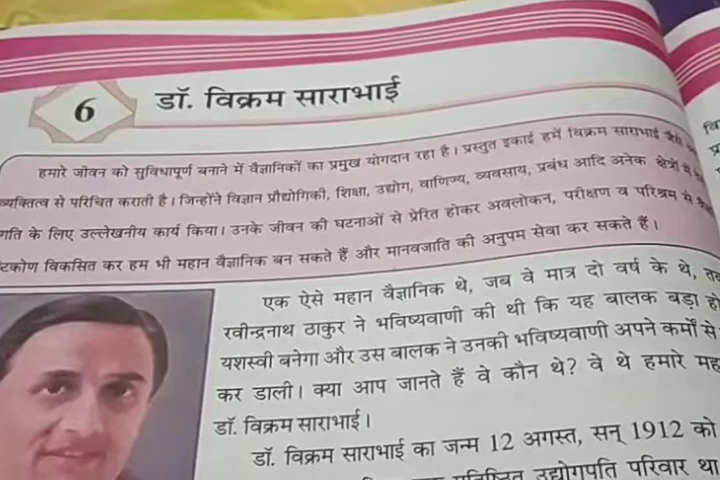 6
डॉ. विक्रम साराभाई
हमारे जीवन को सुविधापूर्ण बनाने में वैज्ञानिकों का प्रमुख योगदान रहा है। प्रस्तुत इकाई हमें विक्रम साराभाई जैसे
व्यक्तित्व से परिचित कराती है। जिन्होंने विज्ञान प्रौद्योगिकी, शिक्षा, उद्योग, वाणिज्य, व्यवसाय, प्रबंध आदि अनेक क्षेत्रों
गति के लिए उल्लेखनीय कार्य किया। उनके जीवन की घटनाओं से प्रेरित होकर अवलोकन, परीक्षण व परिश्रम से
टकोण विकसित कर हम भी महान वैज्ञानिक बन सकते हैं और मानवजाति की अनुपम सेवा कर सकते हैं।
एक ऐसे महान वैज्ञानिक थे, जब वे मात्र दो वर्ष के थे,
रवीन्द्रनाथ ठाकुर ने भविष्यवाणी की थी कि यह बालक बड़ा हो
यशस्वी बनेगा और उस बालक ने उनकी भविष्यवाणी अपने कर्मों से
कर डाली। क्या आप जानते हैं वे कौन थे? वे थे हमारे मह
डॉ. विक्रम साराभाई।
डॉ. विक्रम साराभाई का जन्म 12 अगस्त, सन् 1912 को
प्रतिष्ठित उद्योगपति परिवार था